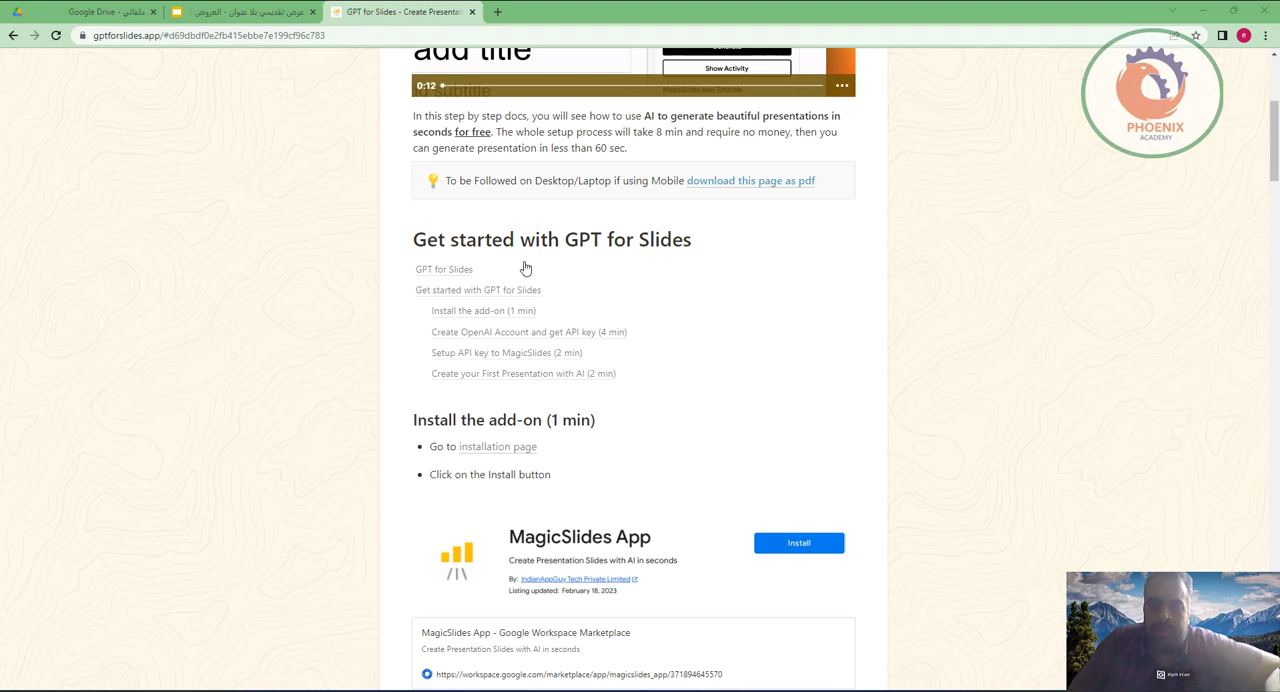 ملفاتي - Google Drive
عرض تقديمي بلا عنوان - العروض
GPT for Slides - Create Presentat
gptforslides.app/#d69dbdf0e2fb415ebbe7e199cf96c783
e
add title
Show Activity
MagicSlides App Tutorials
0:12
PHOENIX
ACADEMY
In this step by step docs, you will see how to use AI to generate beautiful presentations in
seconds for free. The whole setup process will take 8 min and require no money, then you
can generate presentation in less than 60 sec.
To be Followed on Desktop/Laptop if using Mobile download this page as pdf
Get started with GPT for Slides
GPT for Slides
Get started with GPT for Slides
Install the add-on (1 min)
Create OpenAI Account and get API key (4 min)
Setup API key to MagicSlides (2 min)
Create your First Presentation with AI (2 min)
Install the add-on (1 min)
• Go to installation page
• Click on the Install button
MagicSlides App
Install
Create Presentation Slides with AI in seconds
By: IndianAppGuy Tech Private Limited
Listing updated: February 18, 2023
MagicSlides App - Google Workspace Marketplace
Create Presentation Slides with AI in seconds
https://workspace.google.com/marketplace/app/magicslides_app/371894645570
XSplit VCam